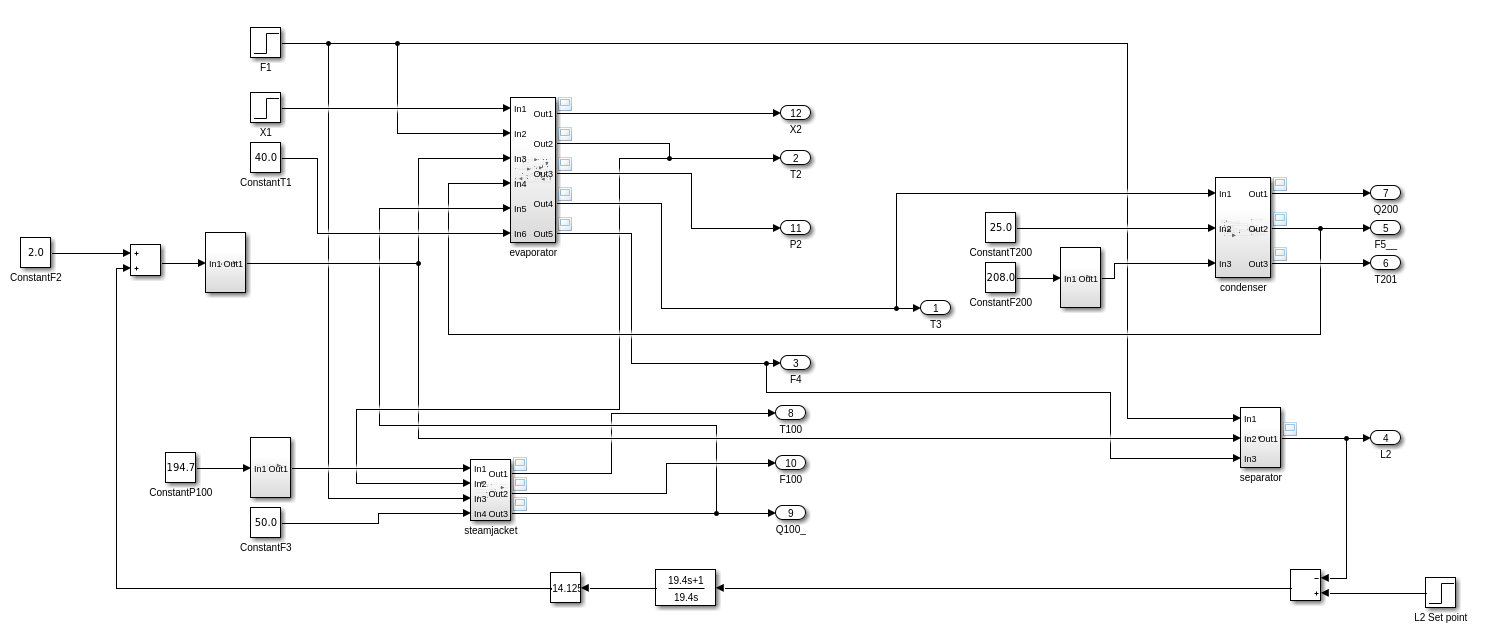 F1
X1
40.0
ConstantT1
2.0
ConstantF2
+
+
In1 Out1
In1
In2
In3
In4
In5
In6
Out1
Out2
Out3
Out4
Out5
evaporator
12
X2
2
T2
11
P2
1
T3
3
F4
25.0
ConstantT200
208.0
ConstantF200
In1 Out1
In1
In2
In3
Out1
Out2
Out3
condenser
7
Q200
5
F5__
6
T201
8
T100
10
F100
9
Q100_
194.7
ConstantP100
In1 Out1
50.0
ConstantF3
In1
In2
In3
In4
Out1
Out2
Out3
steamjacket
In1
In2
In3
Out1
separator
4
L2
14.125
19.4s+1
19.4s
−
+
L2 Set point